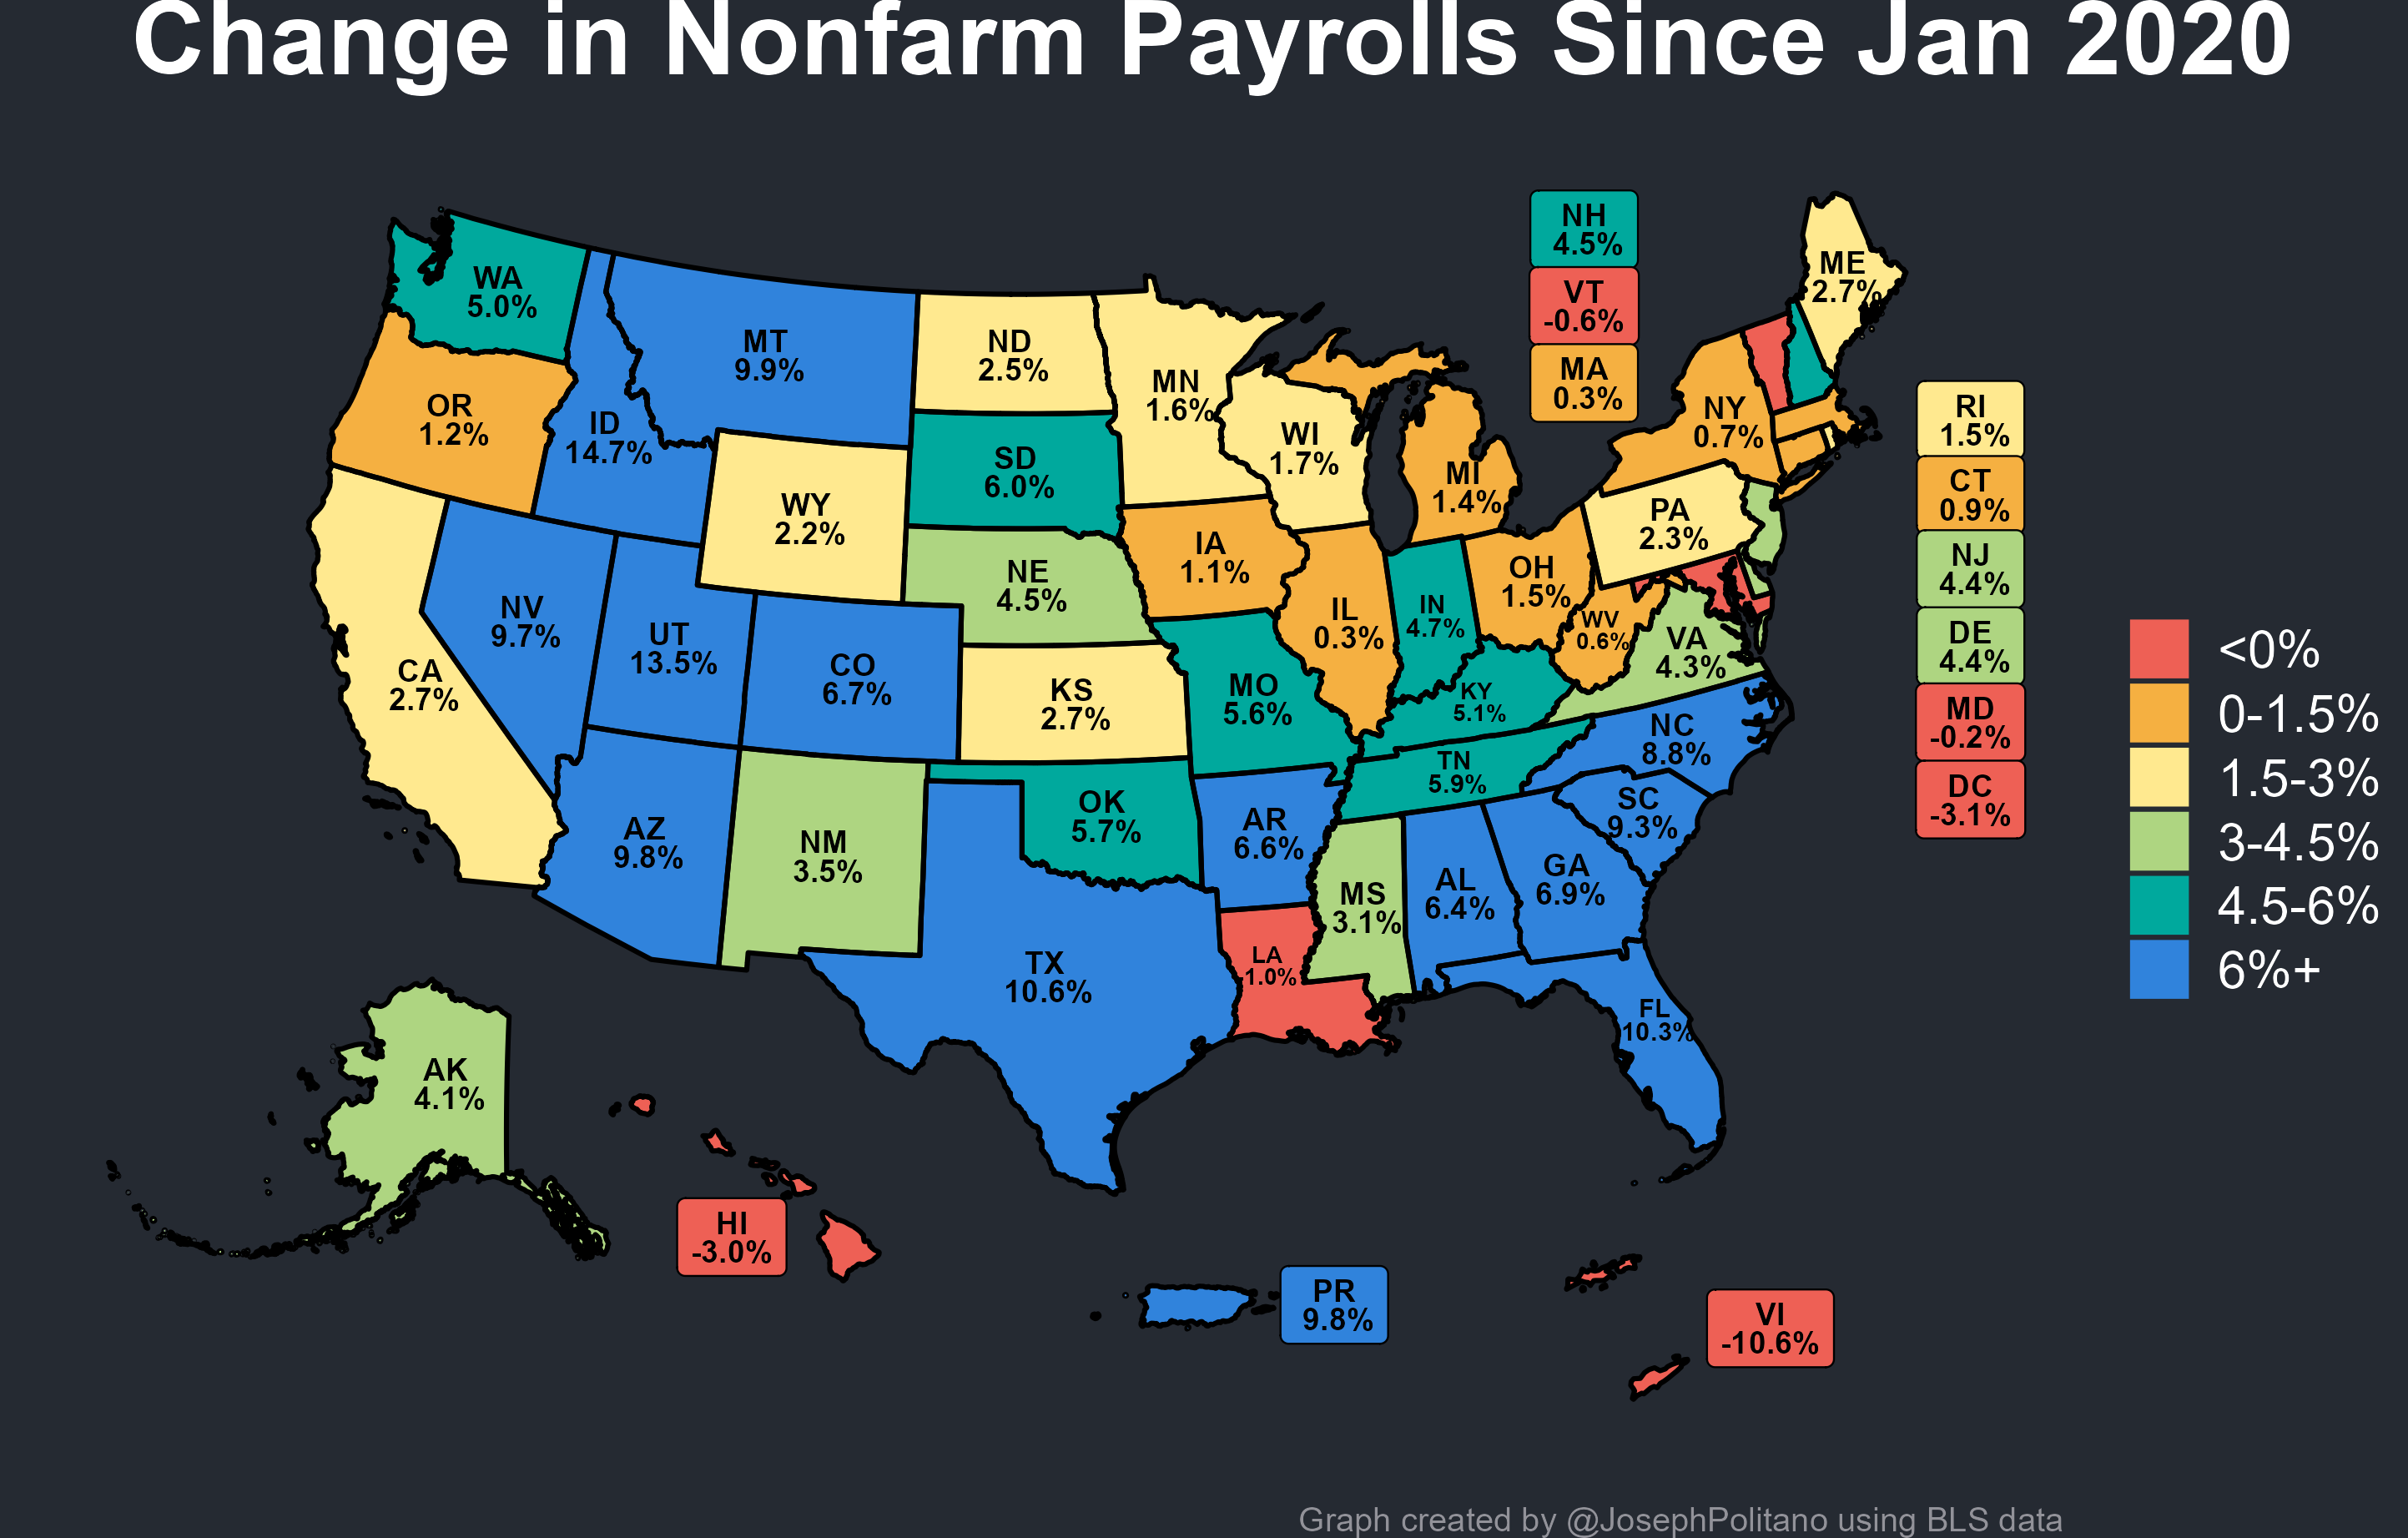 Change in Nonfarm Payrolls Since Jan 2020
NH
4.5%
VT
-0.6%
MA
0.3%
ME
2.7%
WA
5.0%
MT
9.9%
ND
2.5%
MN
1.6%
OR
1.2%
ID
14.7%
SD
6.0%
WI
1.7%
MI
1.4%
NY
0.7%
RI
1.5%
CT
0.9%
NJ
4.4%
DE
4.4%
MD
-0.2%
DC
-3.1%
WY
2.2%
NE
4.5%
IA
1.1%
PA
2.3%
NV
9.7%
UT
13.5%
CO
6.7%
CA
2.7%
KS
2.7%
MO
5.6%
IL
0.3%
IN
4.7%
OH
1.5%
WV
0.6%
VA
4.3%
KY
5.1%
NC
8.8%
TN
5.9%
SC
9.3%
AZ
9.8%
NM
3.5%
OK
5.7%
AR
6.6%
MS
3.1%
AL
6.4%
GA
6.9%
TX
10.6%
LA
-1.0%
FL
10.3%
AK
4.1%
HI
-3.0%
PR
9.8%
VI
-10.6%
<0%
0-1.5%
1.5-3%
3-4.5%
4.5-6%
6%+
Graph created by @JosephPolitano using BLS data